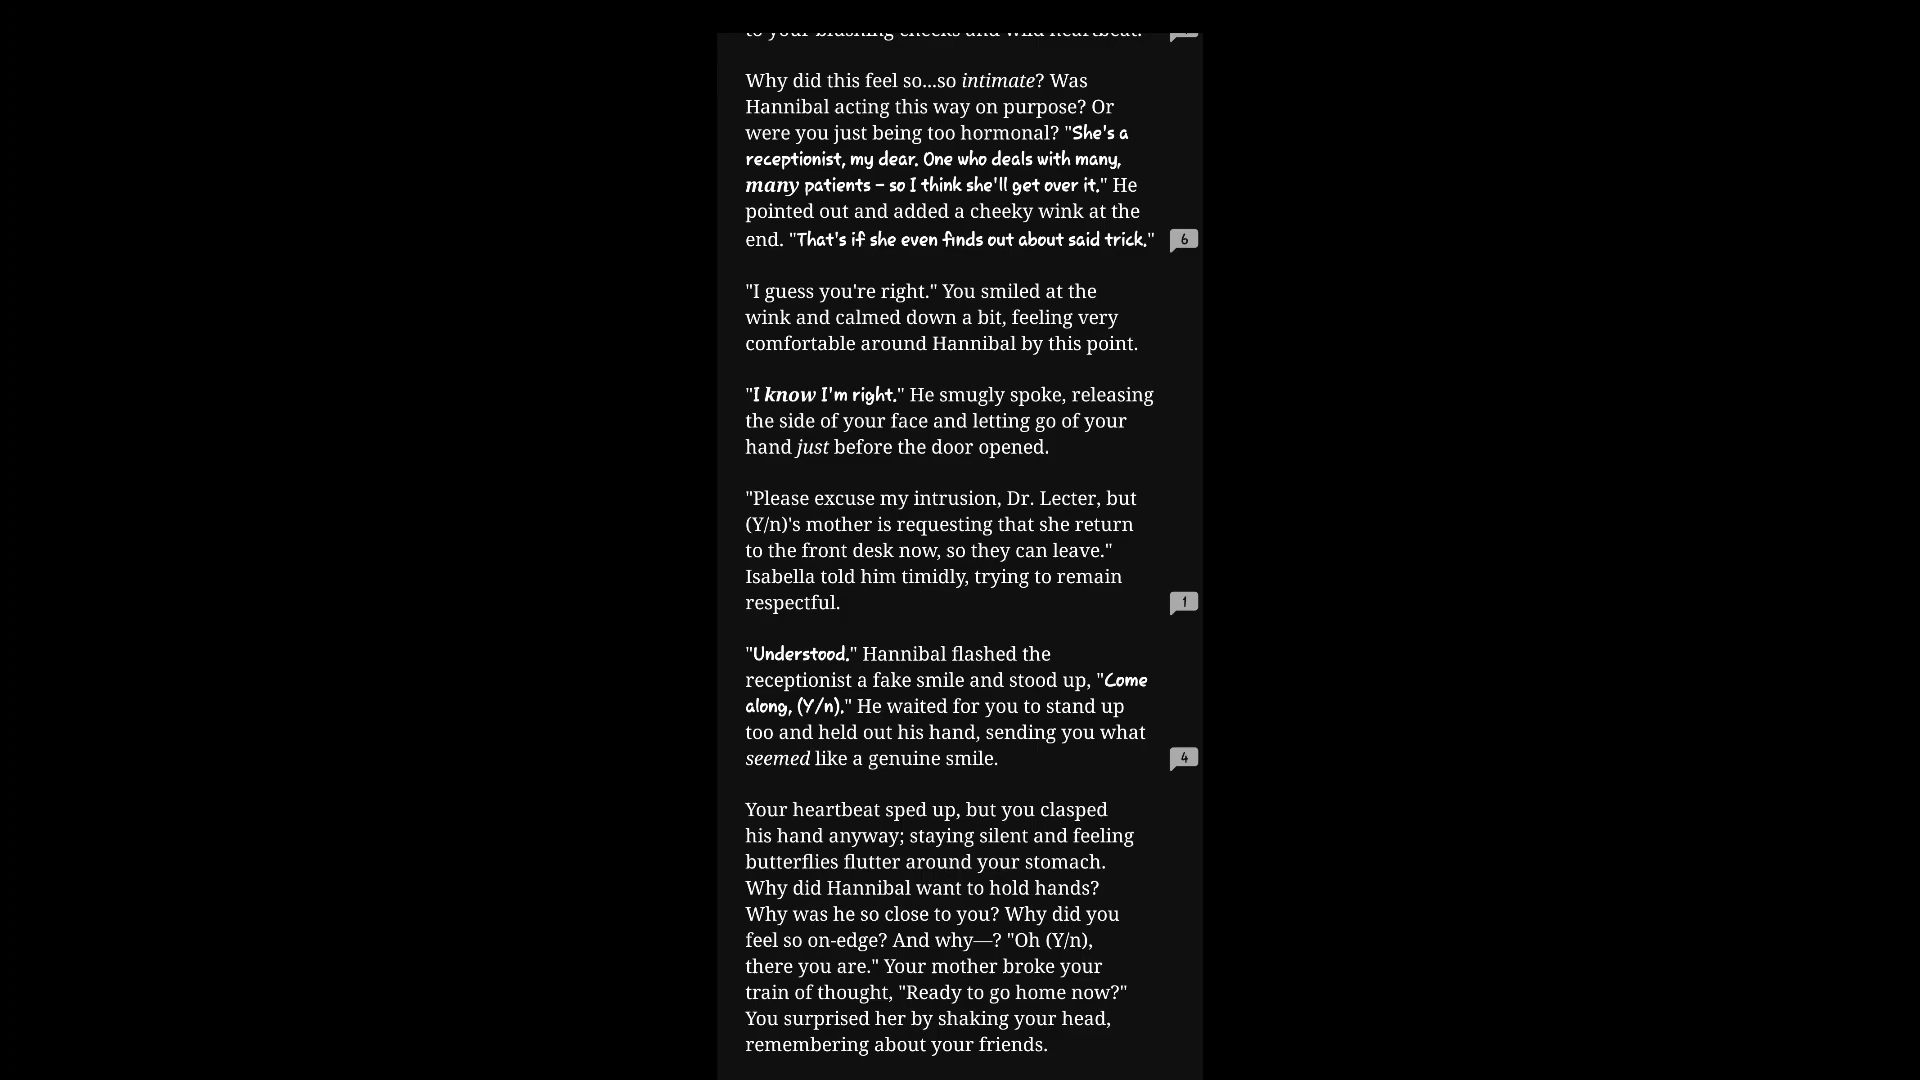 to your blushing cheeks and wild heartbeat.
Why did this feel so...so intimate? Was
Hannibal acting this way on purpose? Or
were you just being too hormonal? "She's a
receptionist, my dear. One who deals with many,
many patients – so I think she'll get over it." He
pointed out and added a cheeky wink at the
end. "That's if she even finds out about said trick."
6
"I guess you're right." You smiled at the
wink and calmed down a bit, feeling very
comfortable around Hannibal by this point.
"I know I'm right." He smugly spoke, releasing
the side of your face and letting go of your
hand just before the door opened.
"Please excuse my intrusion, Dr. Lecter, but
(Y/n)'s mother is requesting that she return
to the front desk now, so they can leave."
Isabella told him timidly, trying to remain
respectful.
1
"Understood." Hannibal flashed the
receptionist a fake smile and stood up, "Come
along, (Y/n)." He waited for you to stand up
too and held out his hand, sending you what
seemed like a genuine smile.
4
Your heartbeat sped up, but you clasped
his hand anyway; staying silent and feeling
butterflies flutter around your stomach.
Why did Hannibal want to hold hands?
Why was he so close to you? Why did you
feel so on-edge? And why—? "Oh (Y/n),
there you are." Your mother broke your
train of thought, "Ready to go home now?"
You surprised her by shaking your head,
remembering about your friends.